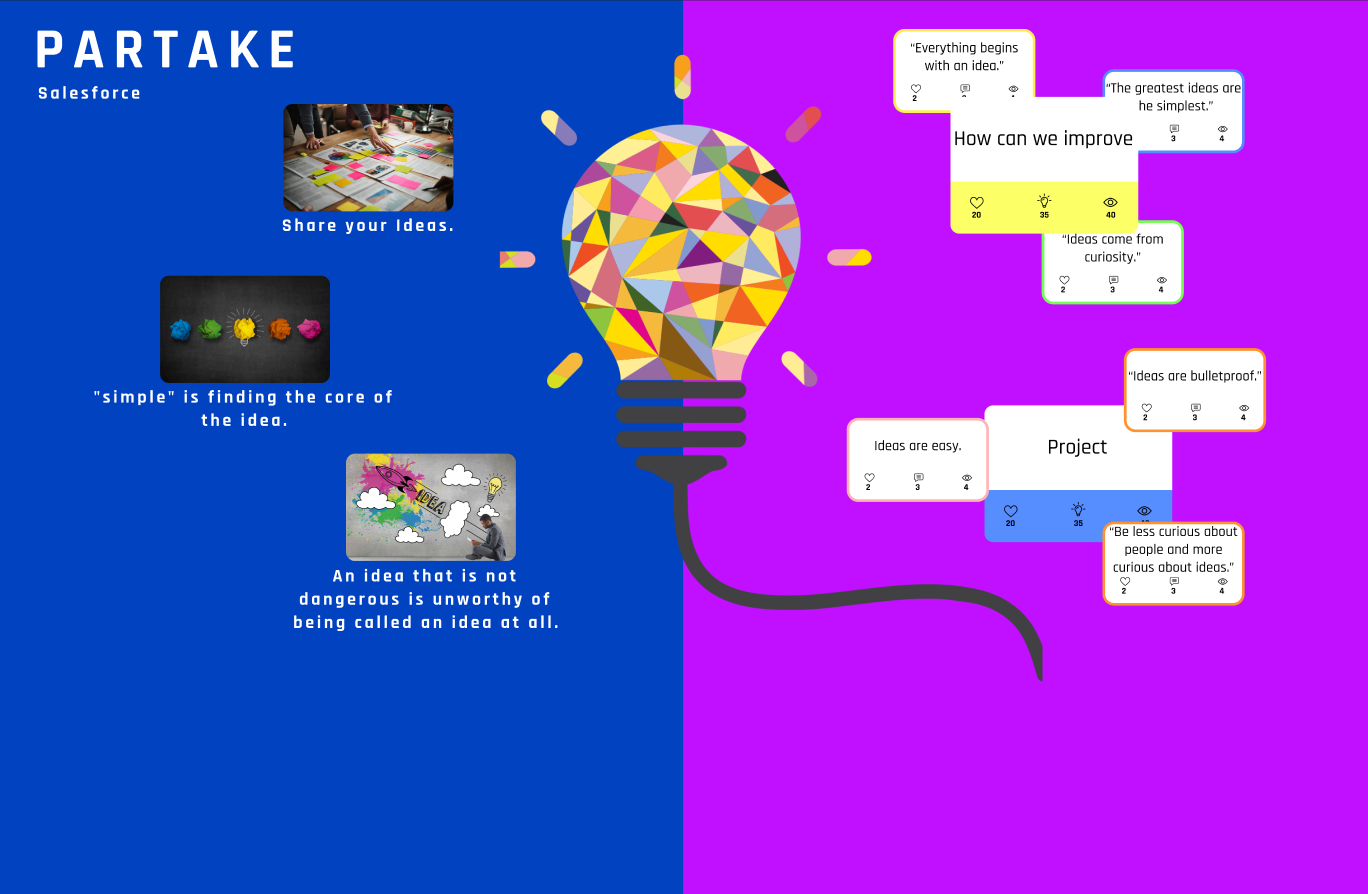 PARTAKE
Salesforce
Share your Ideas.
"simple" is finding the core of
the idea.
IDEA
An idea that is not
dangerous is unworthy of
being called an idea at all.
“Everything begins
with an idea.”
2
“The greatest ideas are
he simplest.”
3
4
How can we improve
20
35
40
“Ideas come from
curiosity.”
2
3
4
“Ideas are bulletproof.”
2
3
4
Ideas are easy.
2
3
4
Project
20
35
“Be less curious about
people and more
curious about ideas.”
2
3
4